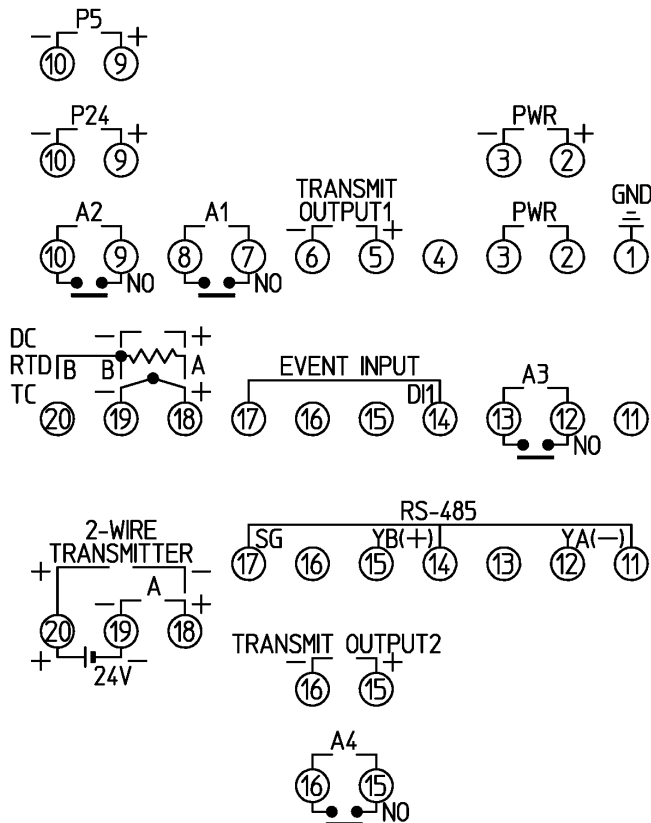 P5
− +
10 9
P24 PWR
− + − +
10 9 3 2
TRANSMIT GND
A2 A1 OUTPUT1 PWR
− +
10 9 8 7 6 5 4 3 2 1
NO NO
DC − +
RTD B B A EVENT INPUT A3
TC − + DI1
20 19 18 17 16 15 14 13 12 11
NO
RS-485
2-WIRE SG YB(+) YA(−)
TRANSMITTER 17 16 15 14 13 12 11
+ −
A
− +
20 19 18
+ − TRANSMIT OUTPUT2
24V − +
16 15
A4
16 15
NO